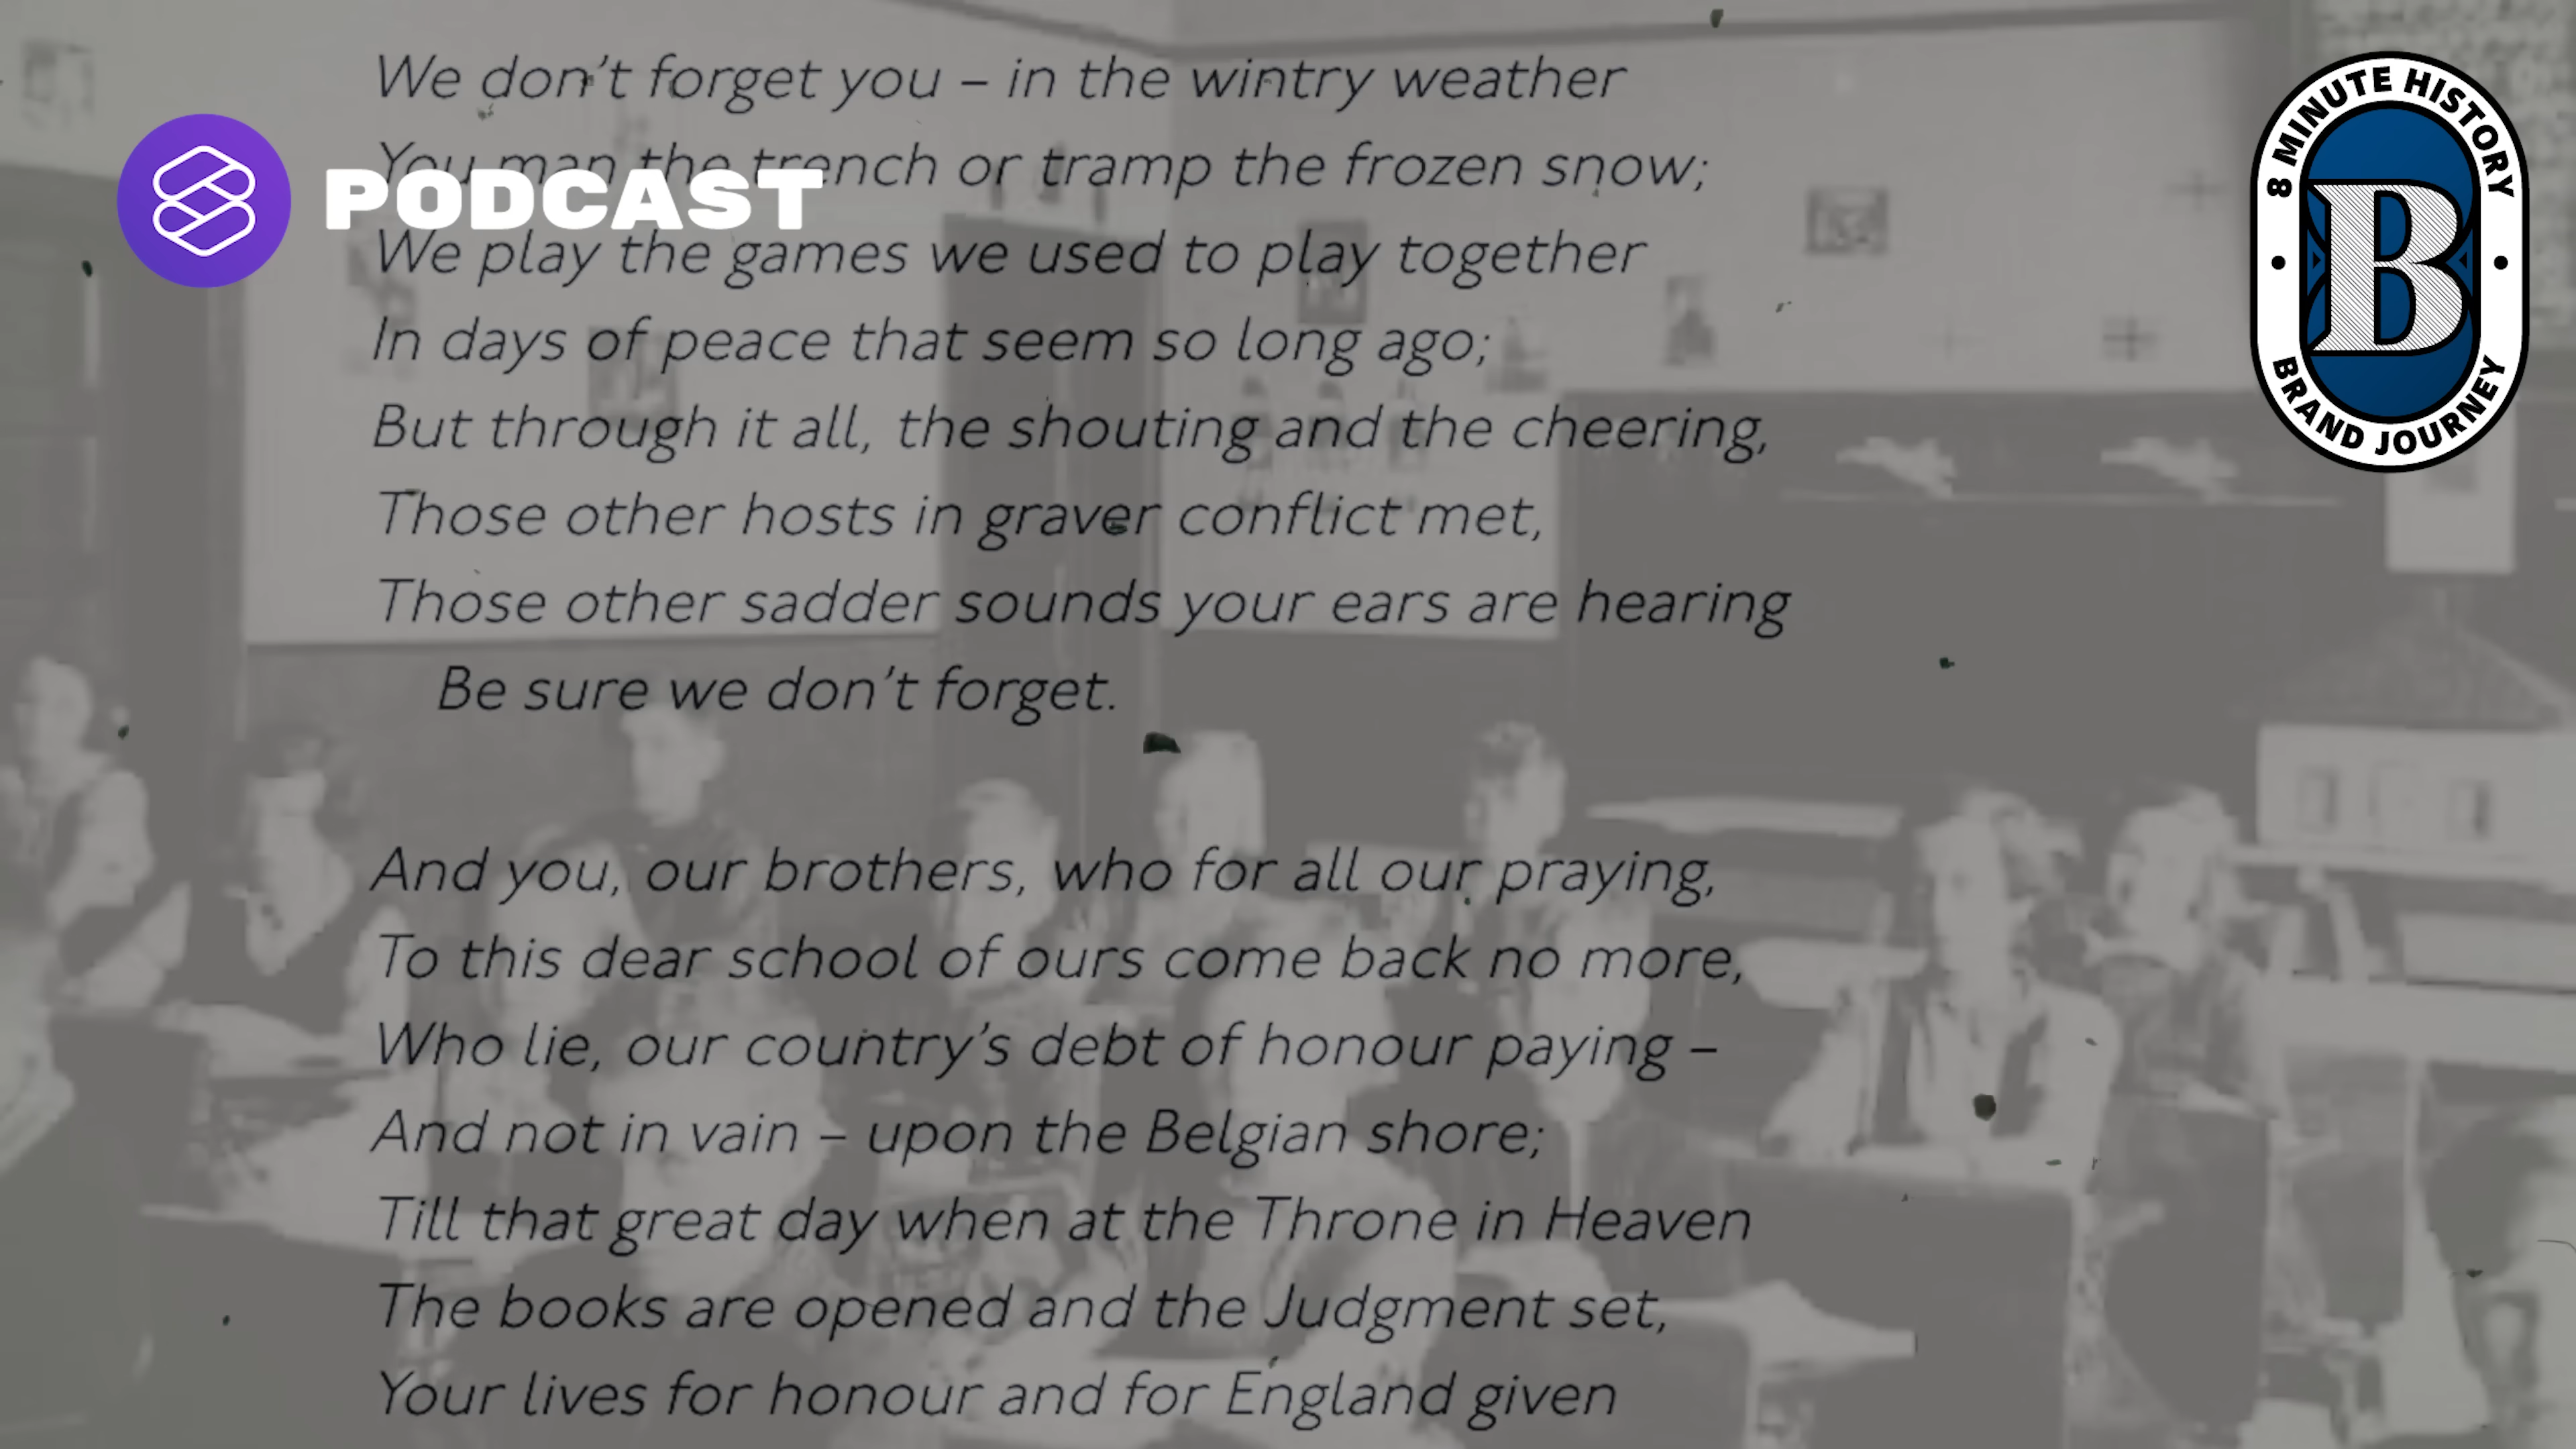 We don't forget you – in the wintry weather
You man the trench or tramp the frozen snow;
PODCAST
We play the games we used to play together
In days of peace that seem so long ago;
But through it all, the shouting and the cheering,
Those other hosts in graver conflict met,
Those other sadder sounds your ears are hearing
Be sure we don't forget.
And you, our brothers, who for all our praying,
To this dear school of ours come back no more,
Who lie, our country's debt of honour paying –
And not in vain – upon the Belgian shore;
Till that great day when at the Throne in Heaven
The books are opened and the Judgment set,
Your lives for honour and for England given
8 MINUTE HISTORY
B
BRAND JOURNEY